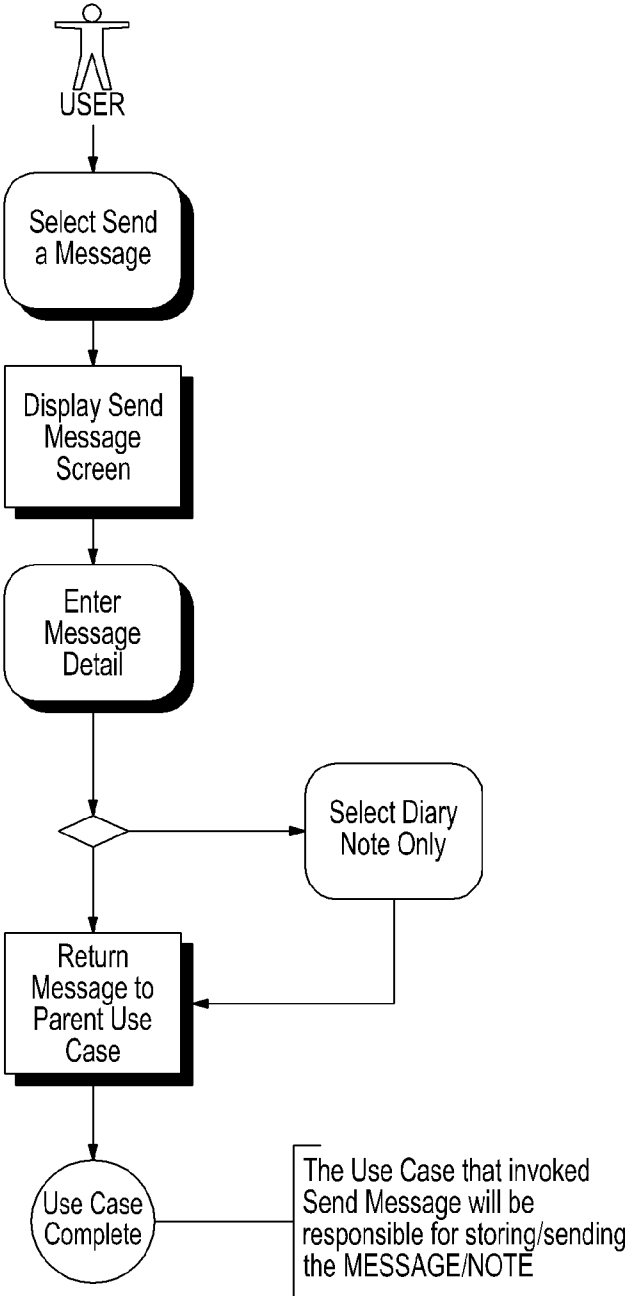 USER
Select Send
a Message
Display Send
Message
Screen
Enter
Message
Detail
Select Diary
Note Only
Return
Message to
Parent Use
Case
Use Case
Complete
The Use Case that invoked
Send Message will be
responsible for storing/sending
the MESSAGE/NOTE